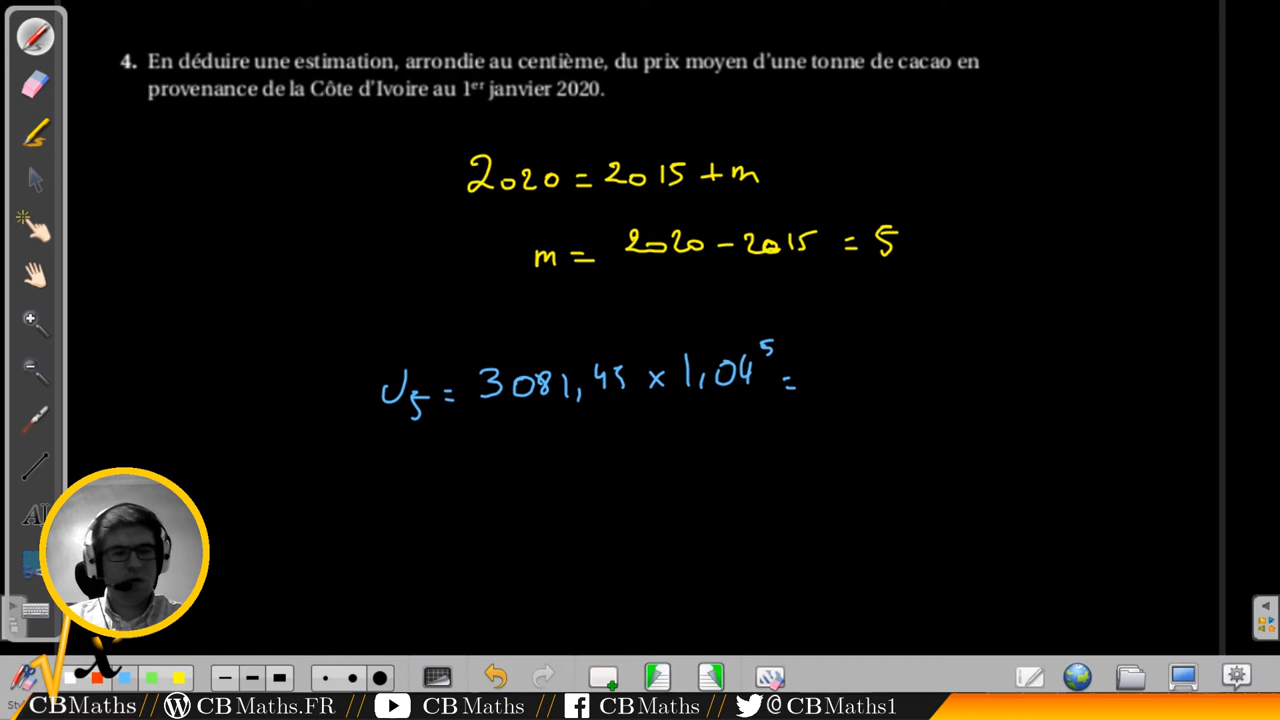 4. En déduire une estimation, arrondie au centième, du prix moyen d'une tonne de cacao en
provenance de la Côte d'Ivoire au 1er janvier 2020.
2020 = 2015 + n
n = 2020 - 2015 = 5
U5 = 3081,45 × 1,04^5 =
AI
CBMaths / CBMaths.FR / CBMaths / CBMaths / @CBMaths1